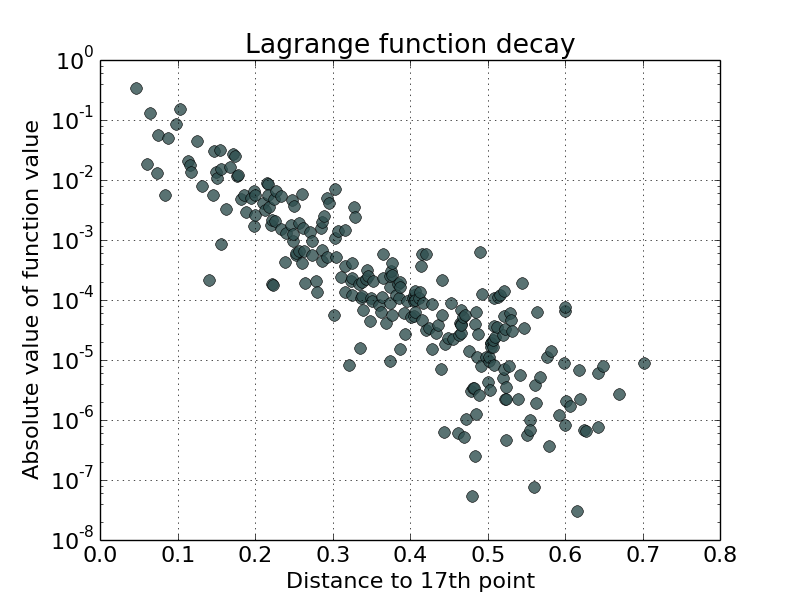 Lagrange function decay
Absolute value of function value
10^0
10^-1
10^-2
10^-3
10^-4
10^-5
10^-6
10^-7
10^-8
0.0 0.1 0.2 0.3 0.4 0.5 0.6 0.7 0.8
Distance to 17th point